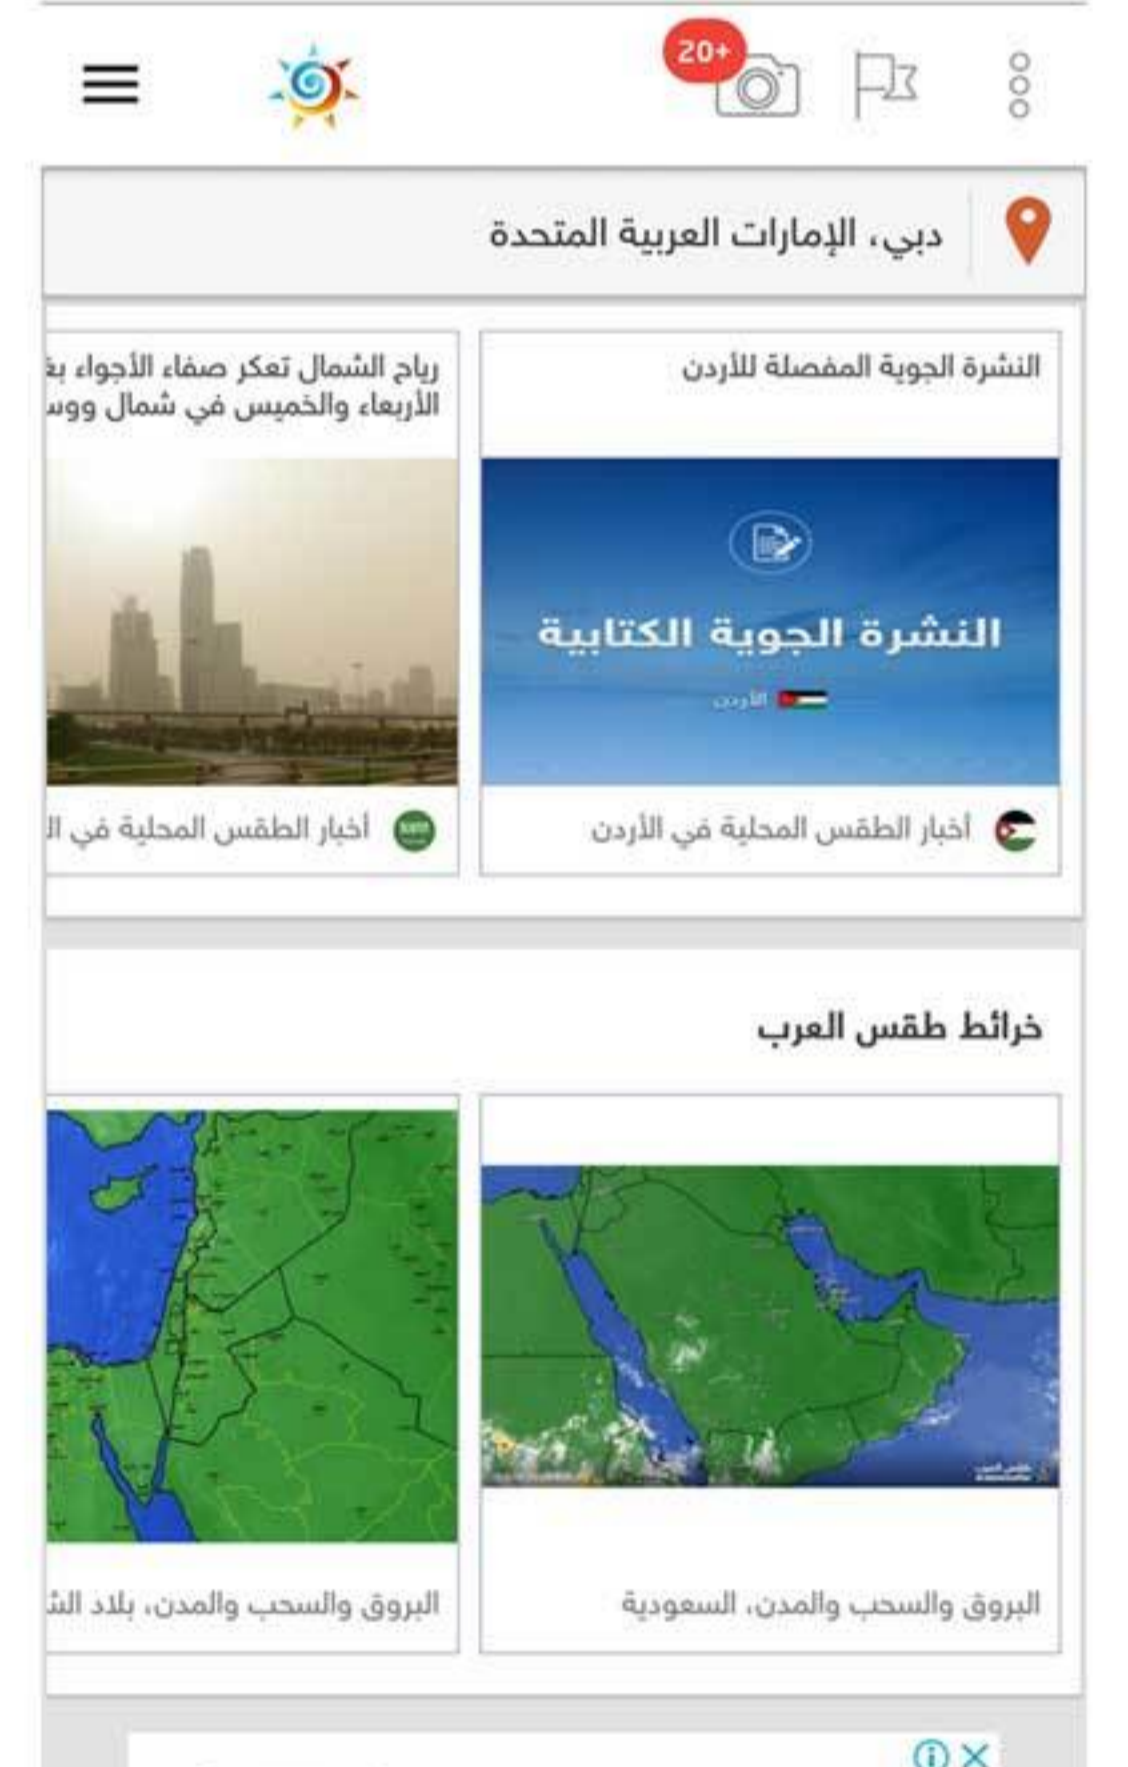 20+
دبي، الإمارات العربية المتحدة
النشرة الجوية المفصلة للأردن
النشرة الجوية الكتابية
الأردن
أخبار الطقس المحلية في الأردن
رياح الشمال تعكر صفاء الأجواء
الأربعاء والخميس في شمال
أخبار الطقس المحلية في
خرائط طقس العرب
طقس العرب
البروق والسحب والمدن، السعودية
البروق والسحب والمدن، بلاد